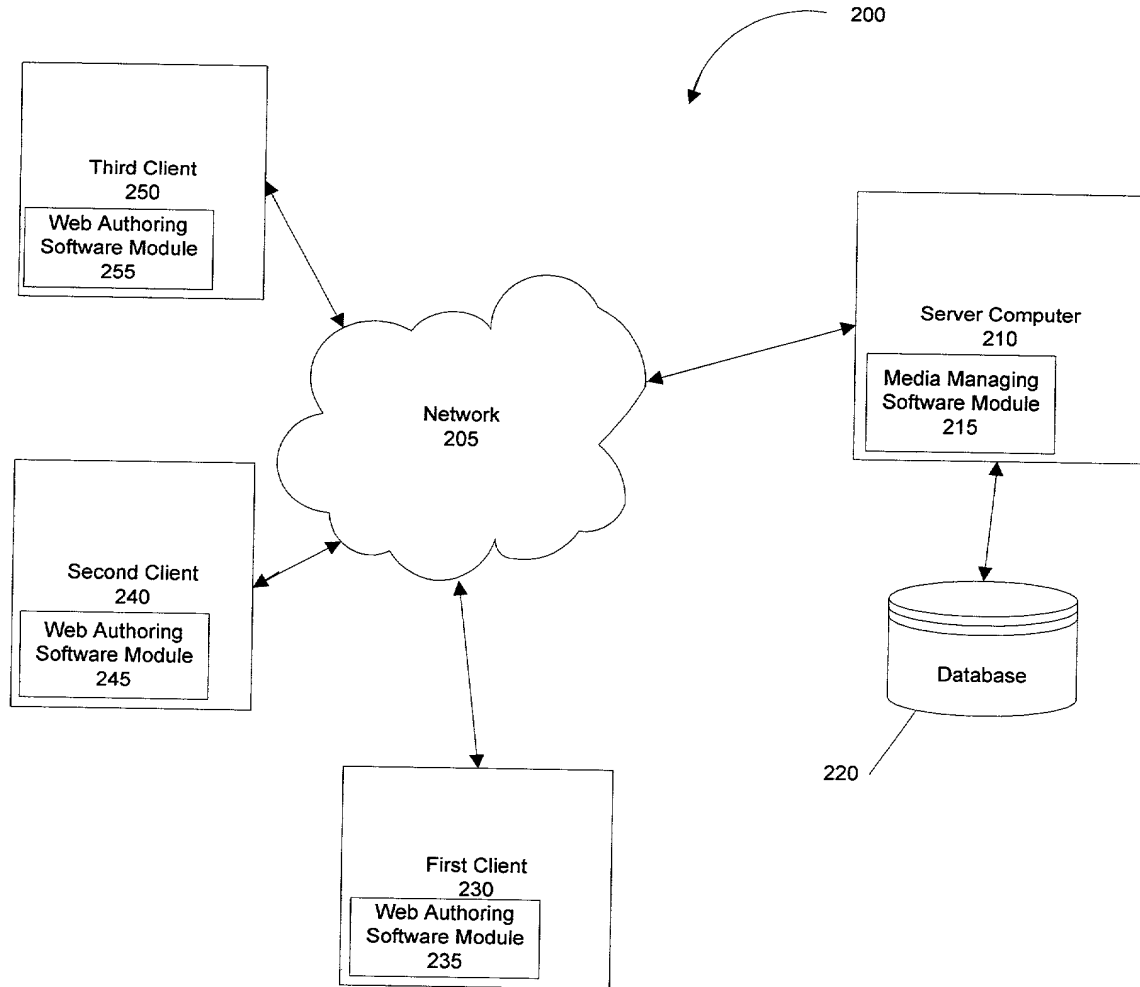 200
Third Client
250
Web Authoring
Software Module
255
Server Computer
210
Media Managing
Software Module
215
Network
205
Second Client
240
Web Authoring
Software Module
245
Database
220
First Client
230
Web Authoring
Software Module
235